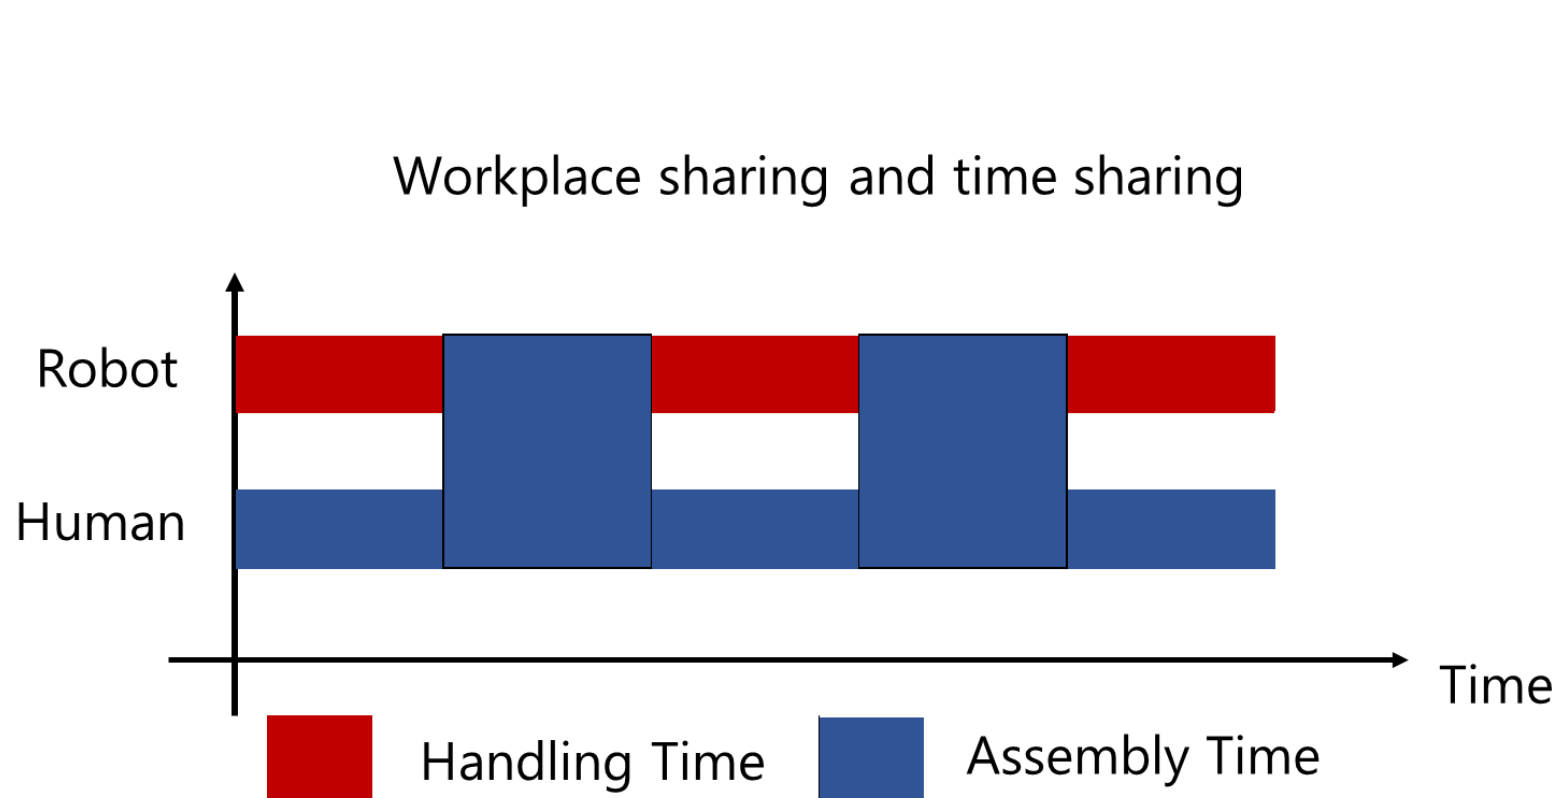 Workplace sharing and time sharing
Robot
Human
Time
Handling Time
Assembly Time